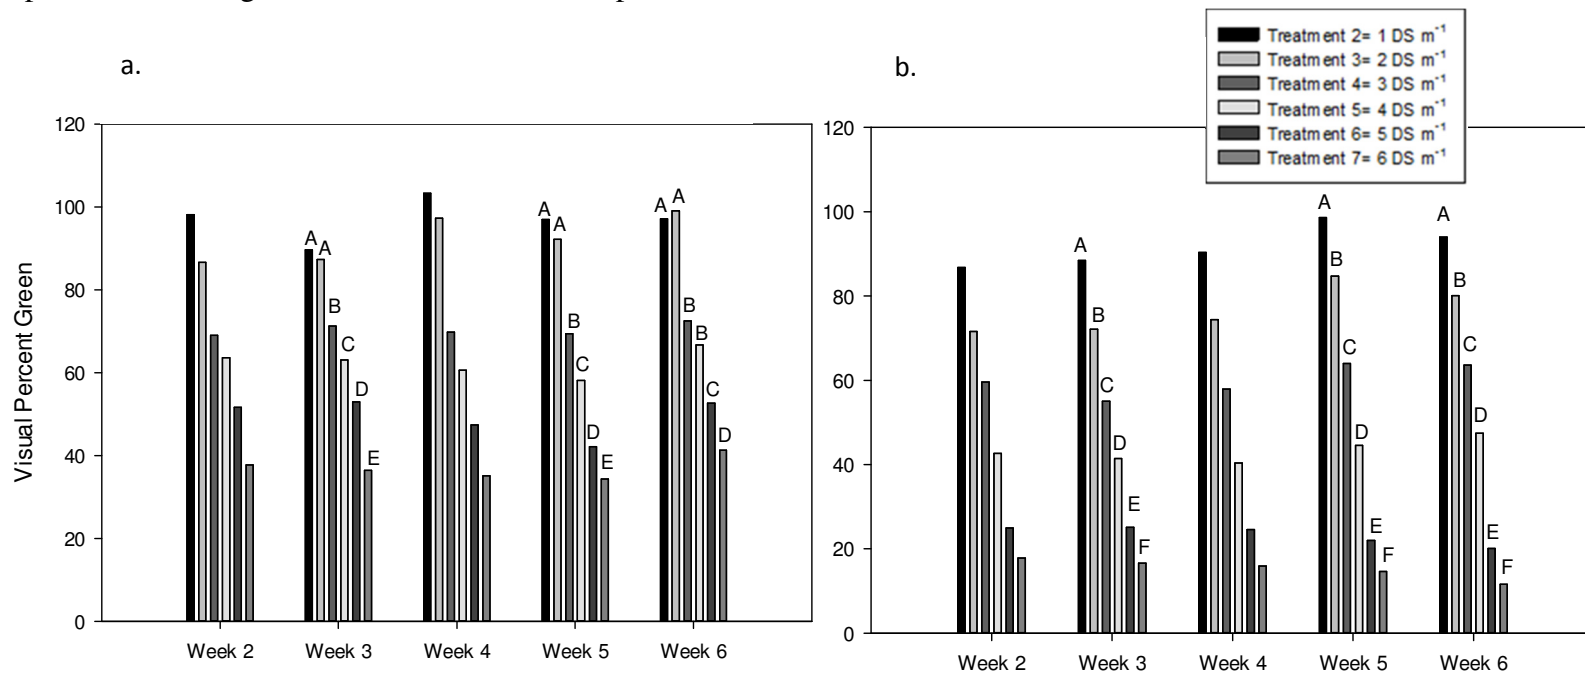 a.
b.
Treatment 2= 1 DS m⁻¹
Treatment 3= 2 DS m⁻¹
Treatment 4= 3 DS m⁻¹
Treatment 5= 4 DS m⁻¹
Treatment 6= 5 DS m⁻¹
Treatment 7= 6 DS m⁻¹
Visual Percent Green
120
100
80
60
40
20
0
A A B C D E
A A B C D E
A A B B C D
Week 2 Week 3 Week 4 Week 5 Week 6
120
100
80
60
40
20
0
A B C D E F
A B C D E F
A B C D E F
Week 2 Week 3 Week 4 Week 5 Week 6